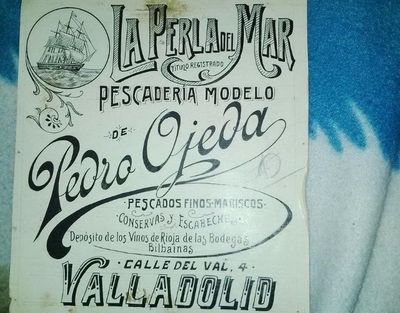 LA PERLA DEL MAR
TITULO REGISTRADO
PESCADERIA MODELO
DE
Pedro Ojeda
PESCADOS FINOS-MARISCOS
CONSERVAS Y ESCABECHE
Depósito de los Vinos de Rioja de las Bodegas
Bilbainas
CALLE DEL VAL, 4
VALLADOLID